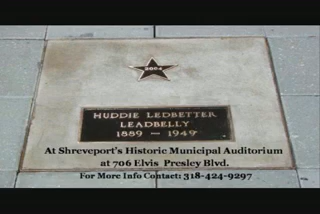 2004
HUDDIE LEDBETTER
LEADBELLY
1889 — 1949
At Shreveport's Historic Municipal Auditorium
at 706 Elvis Presley Blvd.
For More Info Contact: 318-424-9297